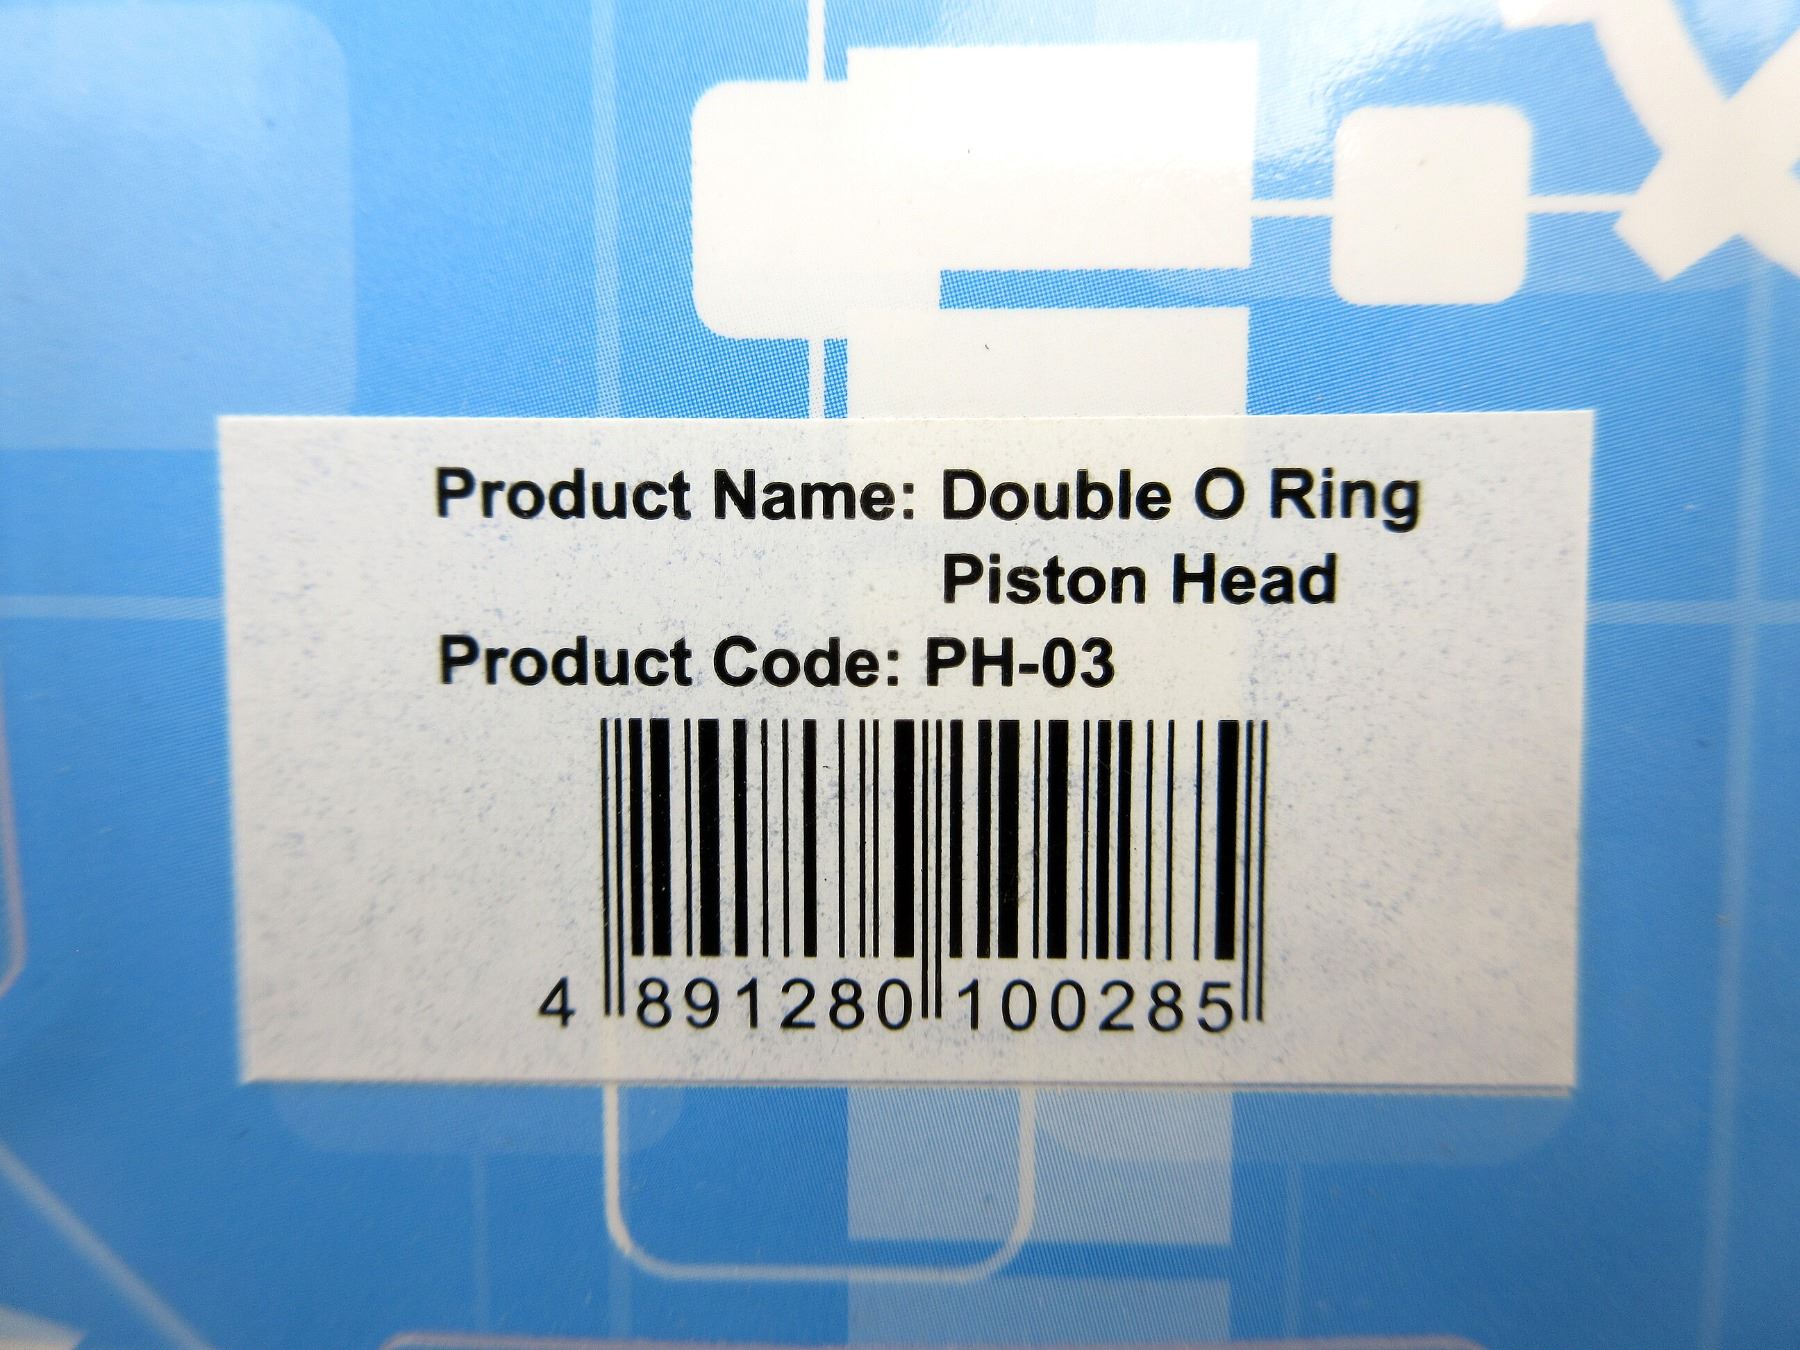 Product Name: Double O Ring
Piston Head
Product Code: PH-03
4 891280 100285